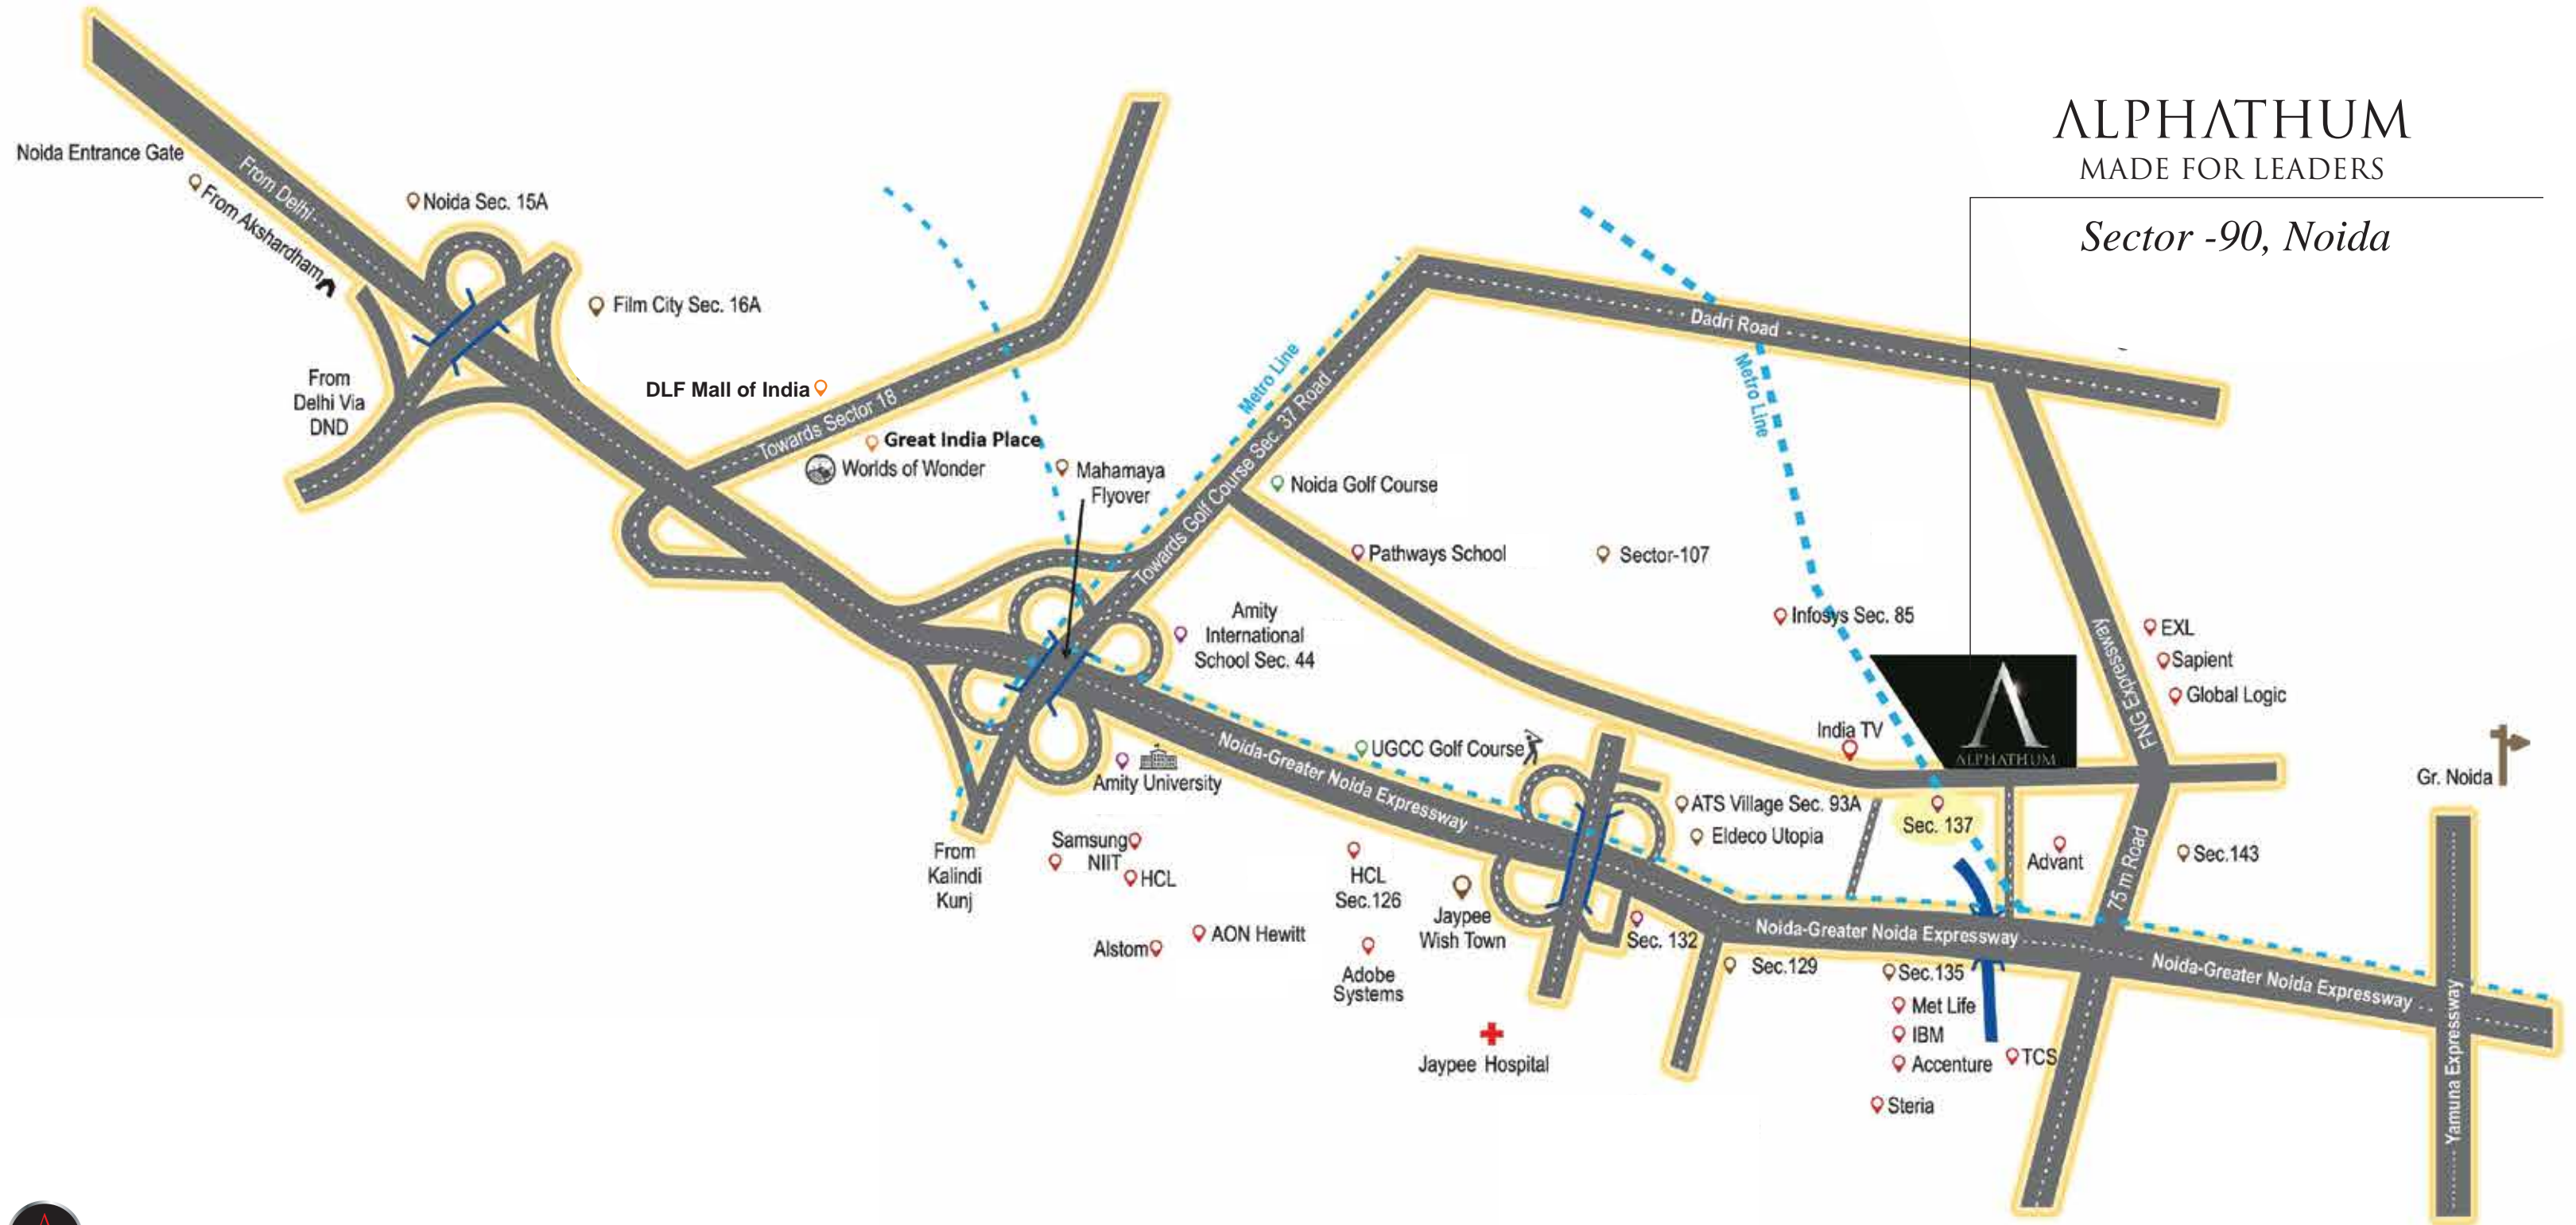 ALPHATHUM
MADE FOR LEADERS
Sector -90, Noida
Noida Entrance Gate
From Delhi
From Akshardham
Noida Sec. 15A
Film City Sec. 16A
From
Delhi Via
DND
DLF Mall of India
Towards Sector 18
Great India Place
Worlds of Wonder
Mahamaya
Flyover
Metro Line
Towards Golf Course Sec. 37 Road
Dadri Road
Metro Line
Noida Golf Course
Pathways School
Sector-107
Amity
International
School Sec. 44
Infosys Sec. 85
FNG Expressway
EXL
Sapient
Global Logic
India TV
ALPHATHUM
UGCC Golf Course
Noida-Greater Noida Expressway
Amity University
Gr. Noida
ATS Village Sec. 93A
Eldeco Utopia
Sec. 137
Advant
75 m Road
Sec.143
From
Kalindi
Kunj
Samsung
NIIT
HCL
HCL
Sec.126
Jaypee
Wish Town
Alstom
AON Hewitt
Adobe
Systems
Sec. 132
Noida-Greater Noida Expressway
Noida-Greater Noida Expressway
Sec.129
Sec.135
Met Life
IBM
Accenture
TCS
Steria
Jaypee Hospital
Yamuna Expressway